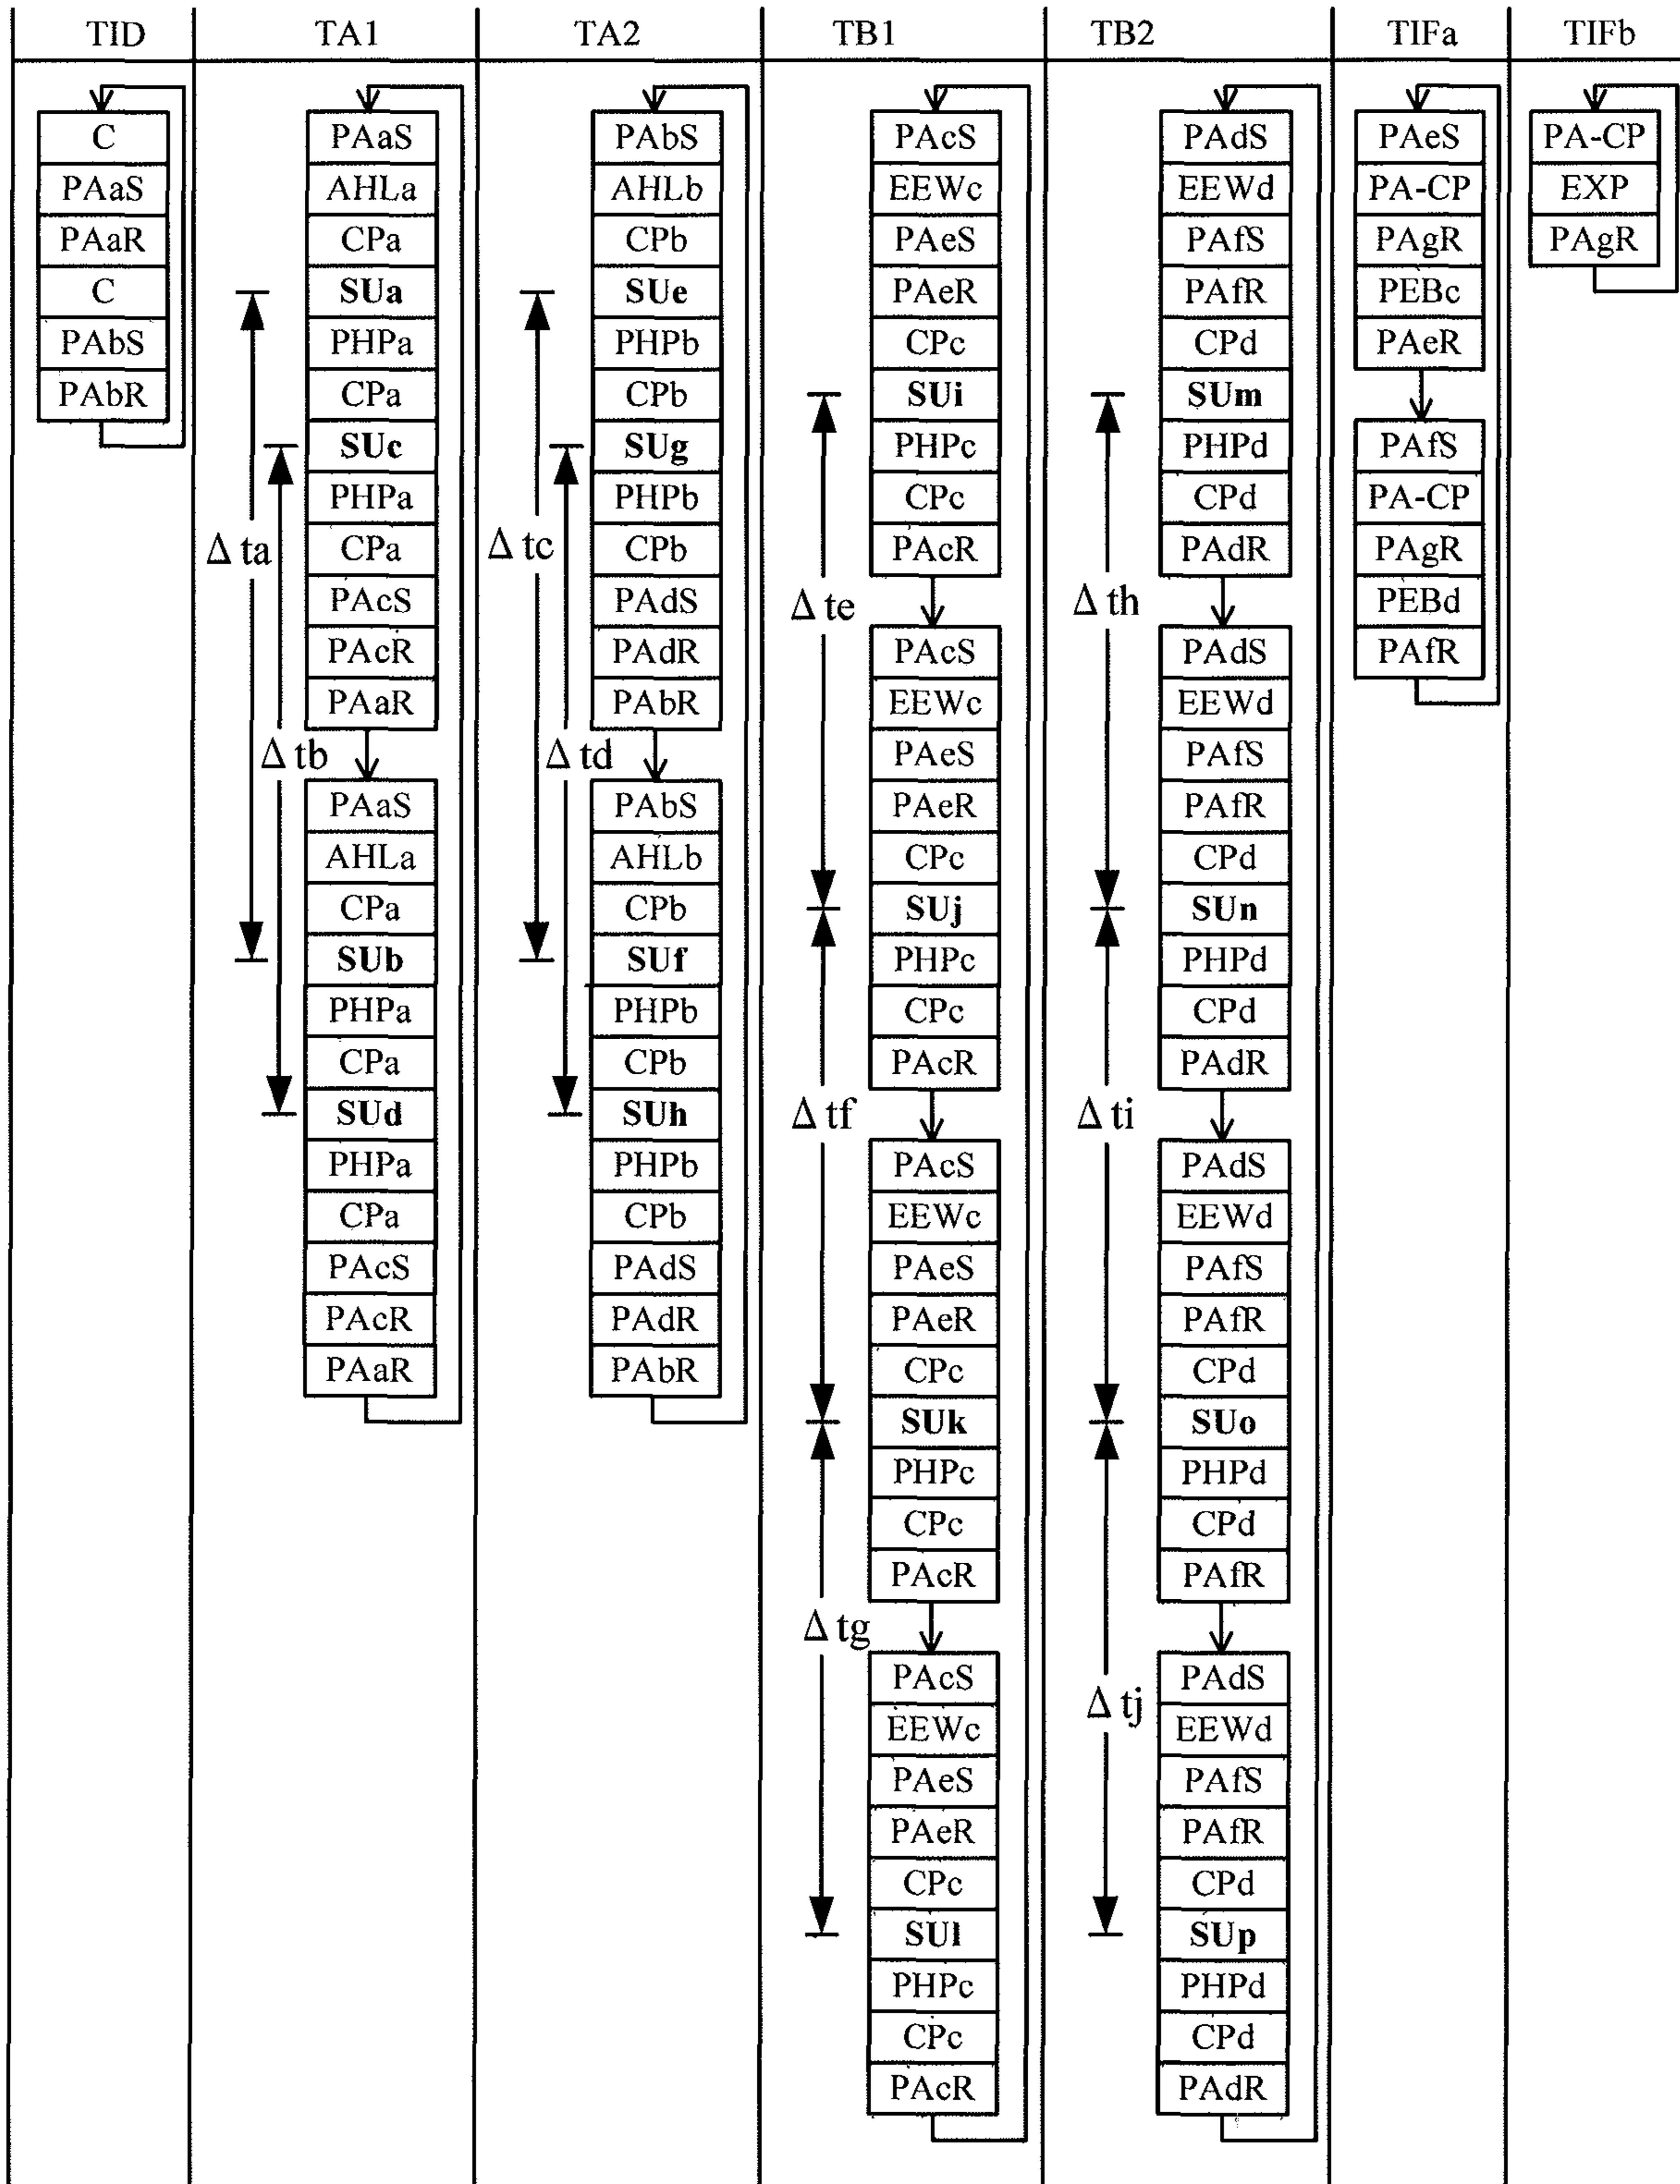 TID
TA1
TA2
TB1
TB2
TIFa
TIFb
C
PAaS
PAaR
C
PAbS
PAbR
Δ ta
Δ tb
PAaS
AHLa
CPa
SUa
PHPa
CPa
SUc
PHPa
CPa
PAcS
PAcR
PAaR
PAaS
AHLa
CPa
SUb
PHPa
CPa
SUd
PHPa
CPa
PAcS
PAcR
PAaR
Δ tc
Δ td
PAbS
AHLb
CPb
SUe
PHPb
CPb
SUg
PHPb
CPb
PAdS
PAdR
PAbR
PAbS
AHLb
CPb
SUf
PHPb
CPb
SUh
PHPb
CPb
PAdS
PAdR
PAbR
Δ te
Δ tf
Δ tg
PAcS
EEWc
PAeS
PAeR
CPc
SUi
PHPc
CPc
PAcR
PAcS
EEWc
PAeS
PAeR
CPc
SUj
PHPc
CPc
PAcR
PAcS
EEWc
PAeS
PAeR
CPc
SUk
PHPc
CPc
PAcR
PAcS
EEWc
PAeS
PAeR
CPc
SUl
PHPc
CPc
PAcR
Δ th
Δ ti
Δ tj
PAdS
EEWd
PAfS
PAfR
CPd
SUm
PHPd
CPd
PAdR
PAdS
EEWd
PAfS
PAfR
CPd
SUn
PHPd
CPd
PAdR
PAdS
EEWd
PAfS
PAfR
CPd
SUo
PHPd
CPd
PAfR
PAdS
EEWd
PAfS
PAfR
CPd
SUp
PHPd
CPd
PAdR
PAeS
PA-CP
PAgR
PEBc
PAeR
PAfS
PA-CP
PAgR
PEBd
PAfR
PA-CP
EXP
PAgR